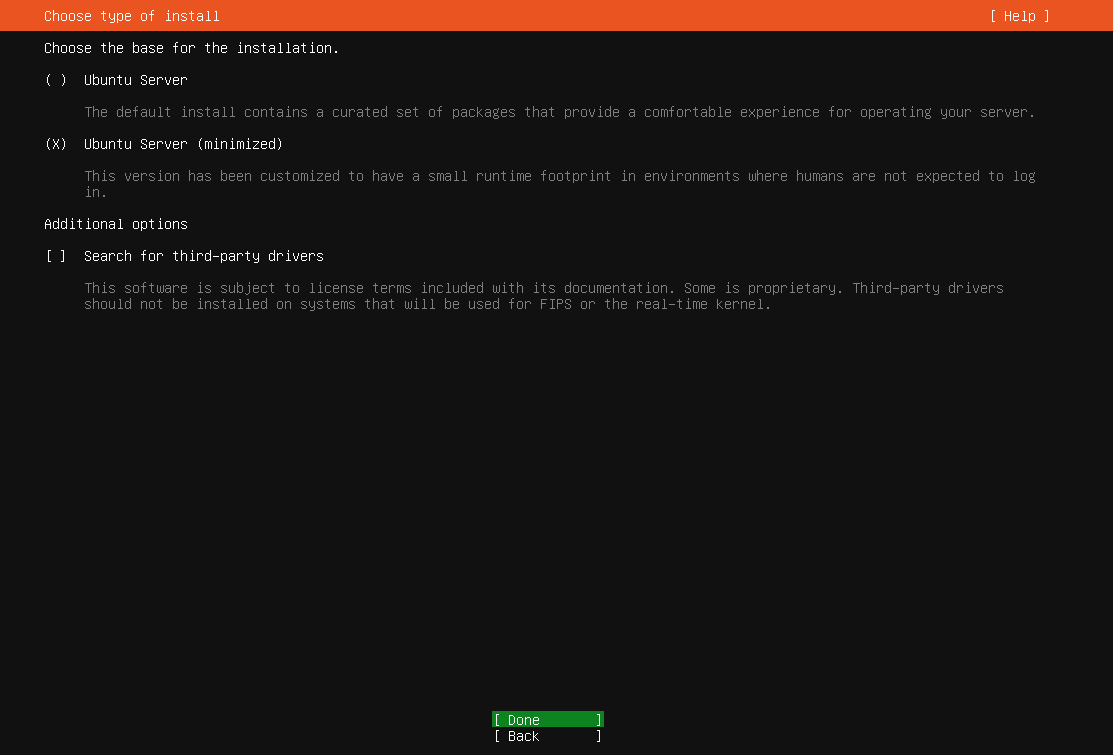 Choose type of install [ Help ]
Choose the base for the installation.
( ) Ubuntu Server
The default install contains a curated set of packages that provide a comfortable experience for operating your server.
(X) Ubuntu Server (minimized)
This version has been customized to have a small runtime footprint in environments where humans are not expected to log
in.
Additional options
[ ] Search for third-party drivers
This software is subject to license terms included with its documentation. Some is proprietary. Third-party drivers
should not be installed on systems that will be used for FIPS or the real-time kernel.
[ Done ]
[ Back ]